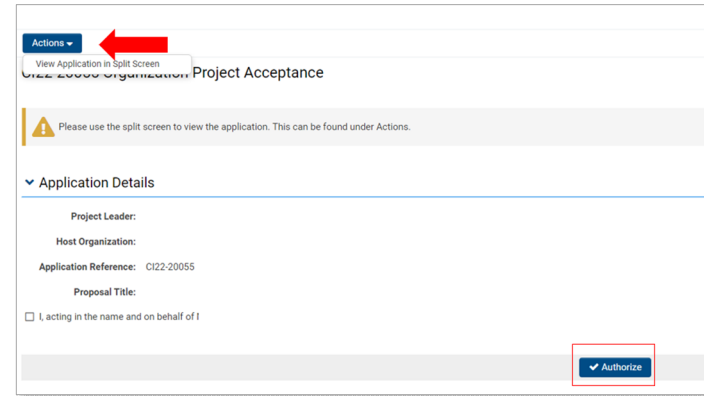 Actions
View Application in Split Screen
CI22-20055 Organization Project Acceptance
Please use the split screen to view the application. This can be found under Actions.
Application Details
Project Leader:
Host Organization:
Application Reference: CI22-20055
Proposal Title:
I, acting in the name and on behalf of
Authorize